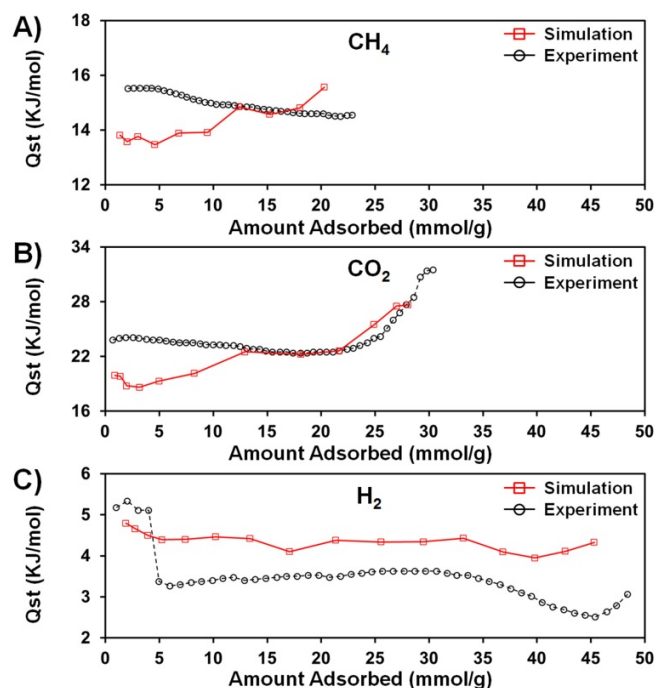 A)
CH4
Simulation
Experiment
Qst (KJ/mol)
18
16
14
12
0 5 10 15 20 25 30 35 40 45 50
Amount Adsorbed (mmol/g)
B)
CO2
Simulation
Experiment
Qst (KJ/mol)
34
28
22
16
0 5 10 15 20 25 30 35 40 45 50
Amount Adsorbed (mmol/g)
C)
H2
Simulation
Experiment
Qst (KJ/mol)
6
5
4
3
2
0 5 10 15 20 25 30 35 40 45 50
Amount Adsorbed (mmol/g)